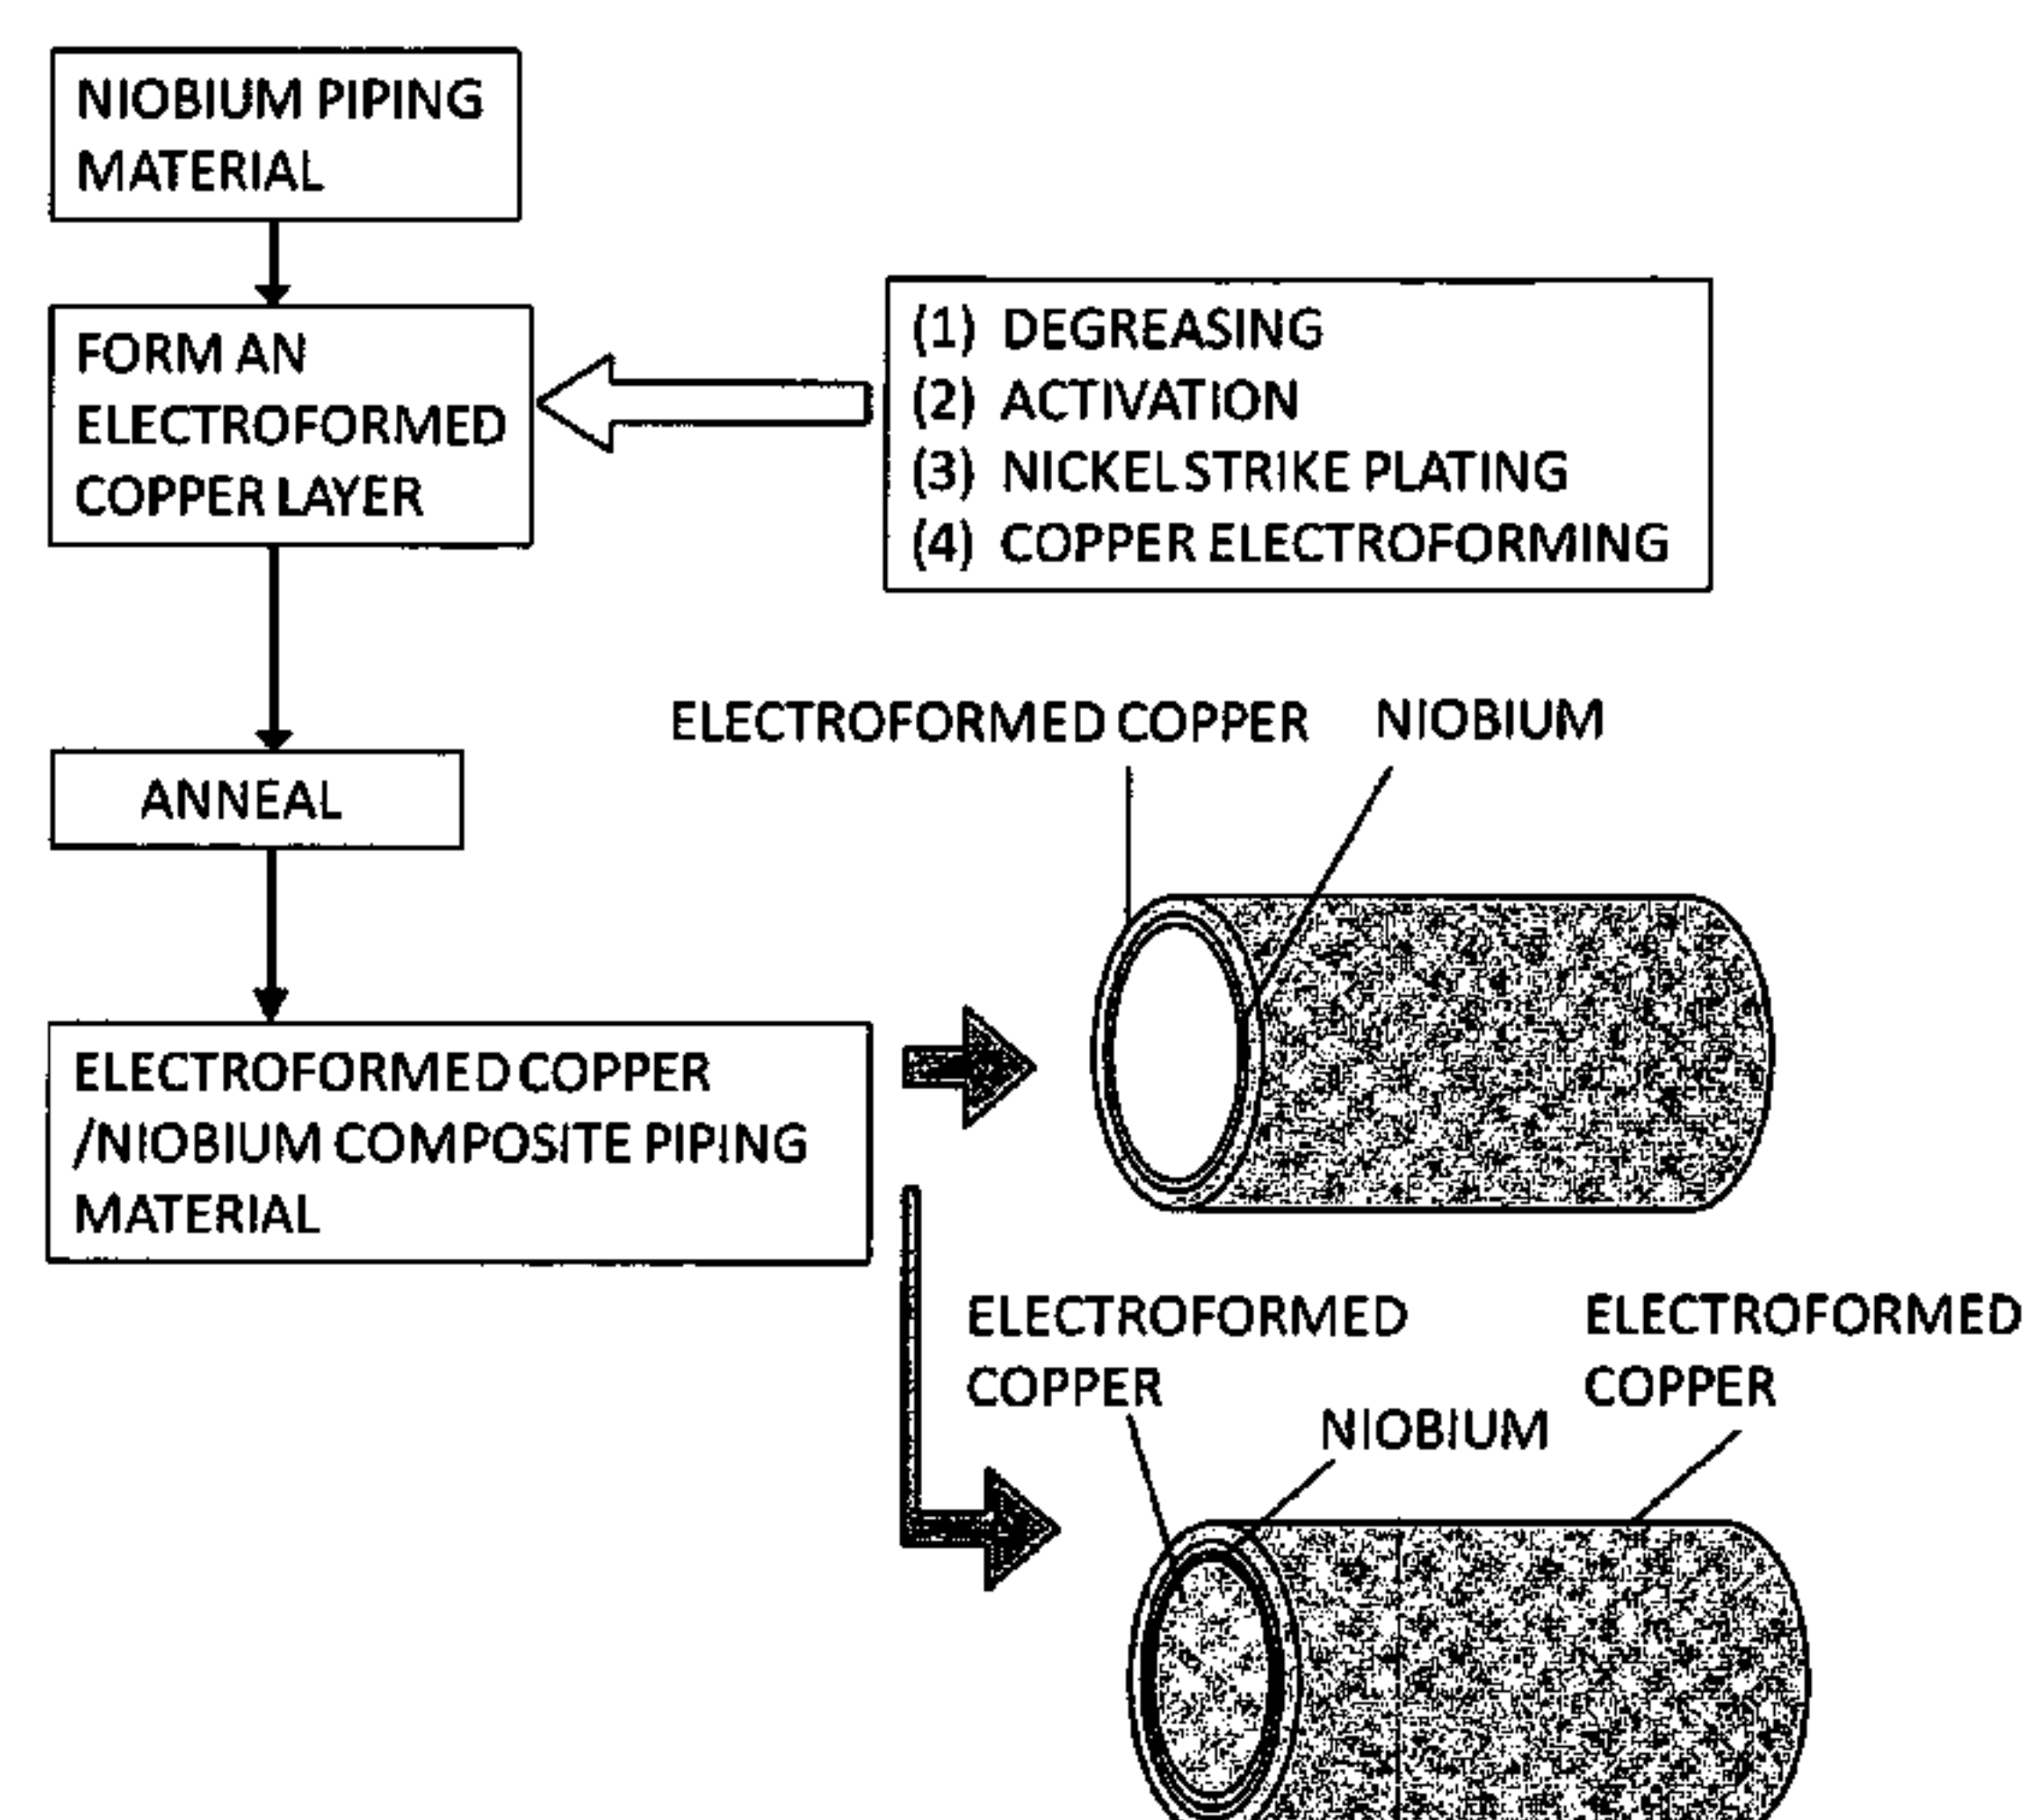 NIOBIUM PIPING
MATERIAL
FORM AN
ELECTROFORMED
COPPER LAYER
(1) DEGREASING
(2) ACTIVATION
(3) NICKEL STRIKE PLATING
(4) COPPER ELECTROFORMING
ANNEAL
ELECTROFORMED COPPER
/NIOBIUM COMPOSITE PIPING
MATERIAL
ELECTROFORMED COPPER
NIOBIUM
ELECTROFORMED
COPPER
NIOBIUM
ELECTROFORMED
COPPER